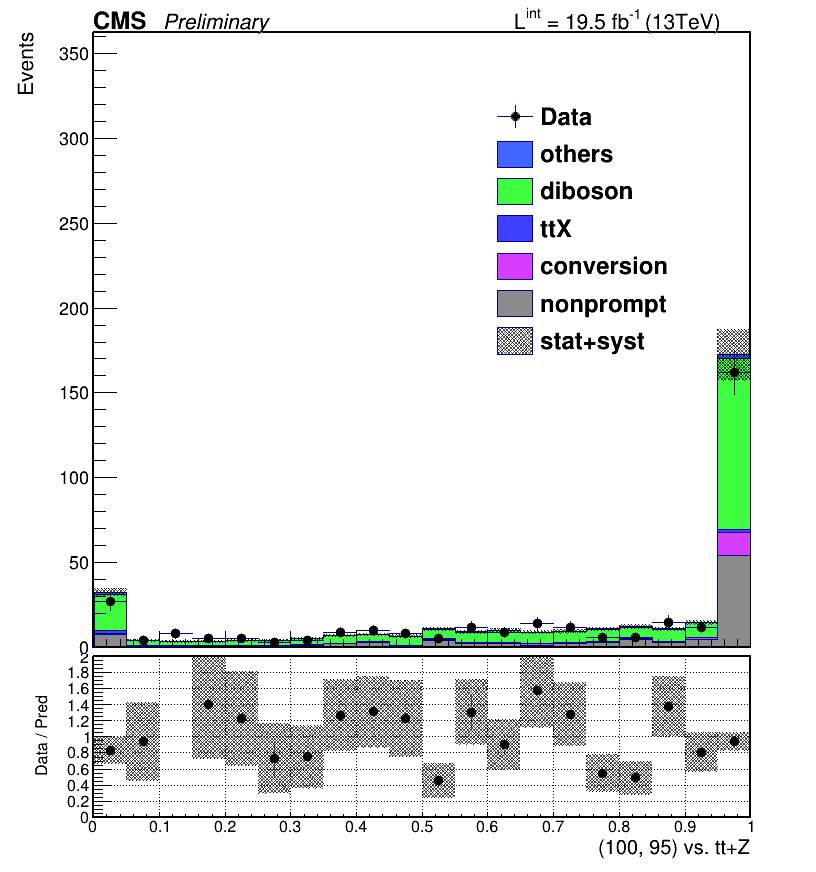 CMS Preliminary L^int = 19.5 fb^-1 (13TeV)
Events
350
300
250
200
150
100
50
0
Data
others
diboson
ttX
conversion
nonprompt
stat+syst
Data / Pred
2
1.8
1.6
1.4
1.2
1
0.8
0.6
0.4
0.2
0
0 0.1 0.2 0.3 0.4 0.5 0.6 0.7 0.8 0.9 1
(100, 95) vs. tt+Z